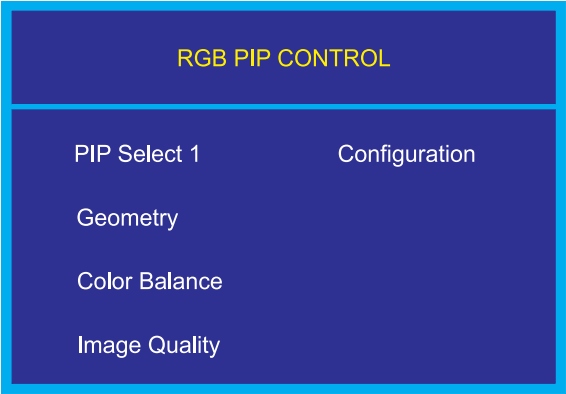 RGB PIP CONTROL
PIP Select 1 Configuration
Geometry
Color Balance
Image Quality